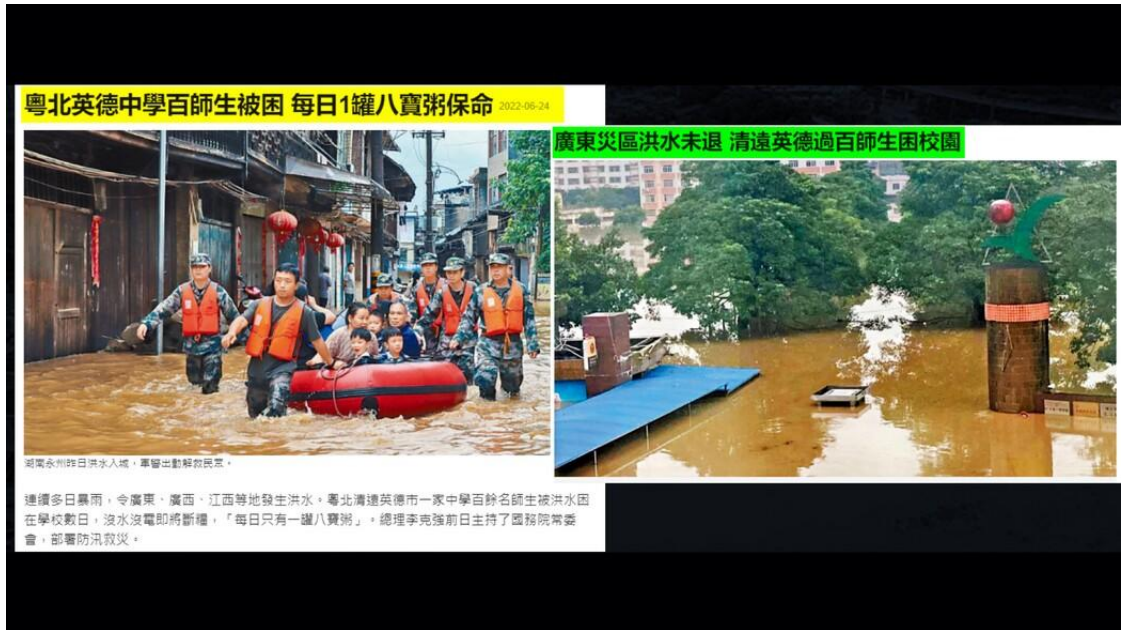 粵北英德中學百師生被困 每日1罐八寶粥保命 2022-06-24
廣東災區洪水未退 清遠英德過百師生困校園
湖南永州昨日洪水入城，軍警出動解救民眾。
連續多日暴雨，令廣東、廣西、江西等地發生洪水。粵北清遠英德市一家中學百餘名師生被洪水困
在學校數日，沒水沒電即將斷糧，「每日只有一罐八寶粥」。總理李克強前日主持了國務院常委
會，部署防汛救災。